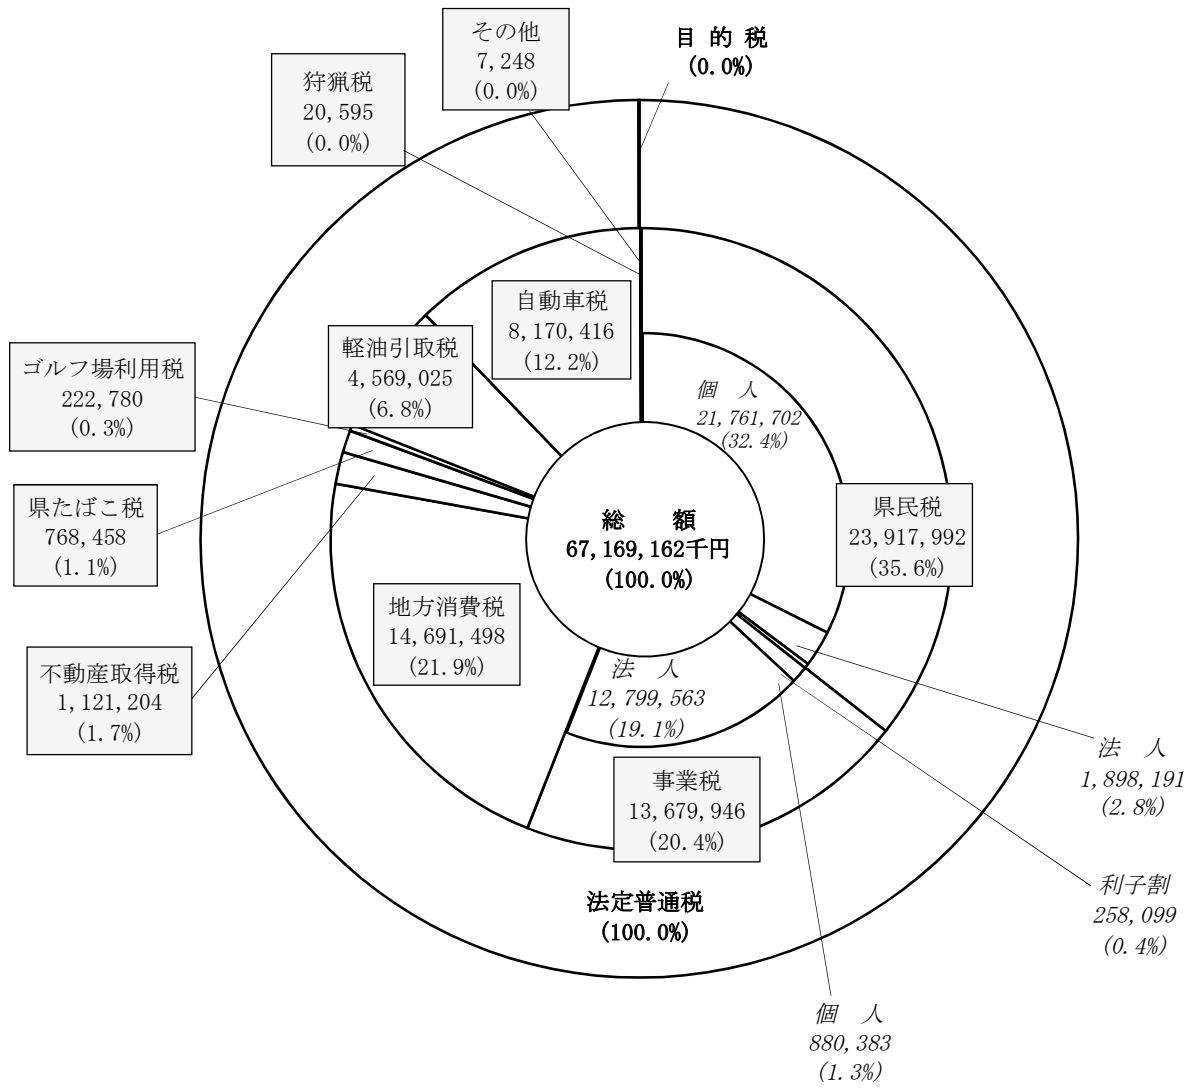 その他
7,248
(0.0%)
目 的 税
(0.0%)
狩猟税
20,595
(0.0%)
自動車税
8,170,416
(12.2%)
軽油引取税
4,569,025
(6.8%)
ゴルフ場利用税
222,780
(0.3%)
個 人
21,761,702
(32.4%)
県たばこ税
768,458
(1.1%)
総 額
67,169,162千円
(100.0%)
県民税
23,917,992
(35.6%)
地方消費税
14,691,498
(21.9%)
不動産取得税
1,121,204
(1.7%)
法 人
12,799,563
(19.1%)
事業税
13,679,946
(20.4%)
法 人
1,898,191
(2.8%)
法定普通税
(100.0%)
利子割
258,099
(0.4%)
個 人
880,383
(1.3%)